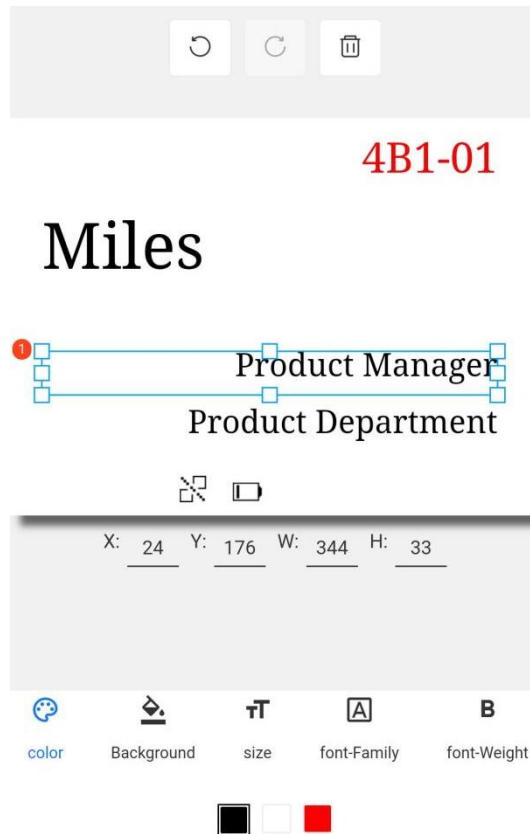 4B1-01
Miles
1
Product Manager
Product Department
X: 24 Y: 176 W: 344 H: 33
color Background size font-Family font-Weight